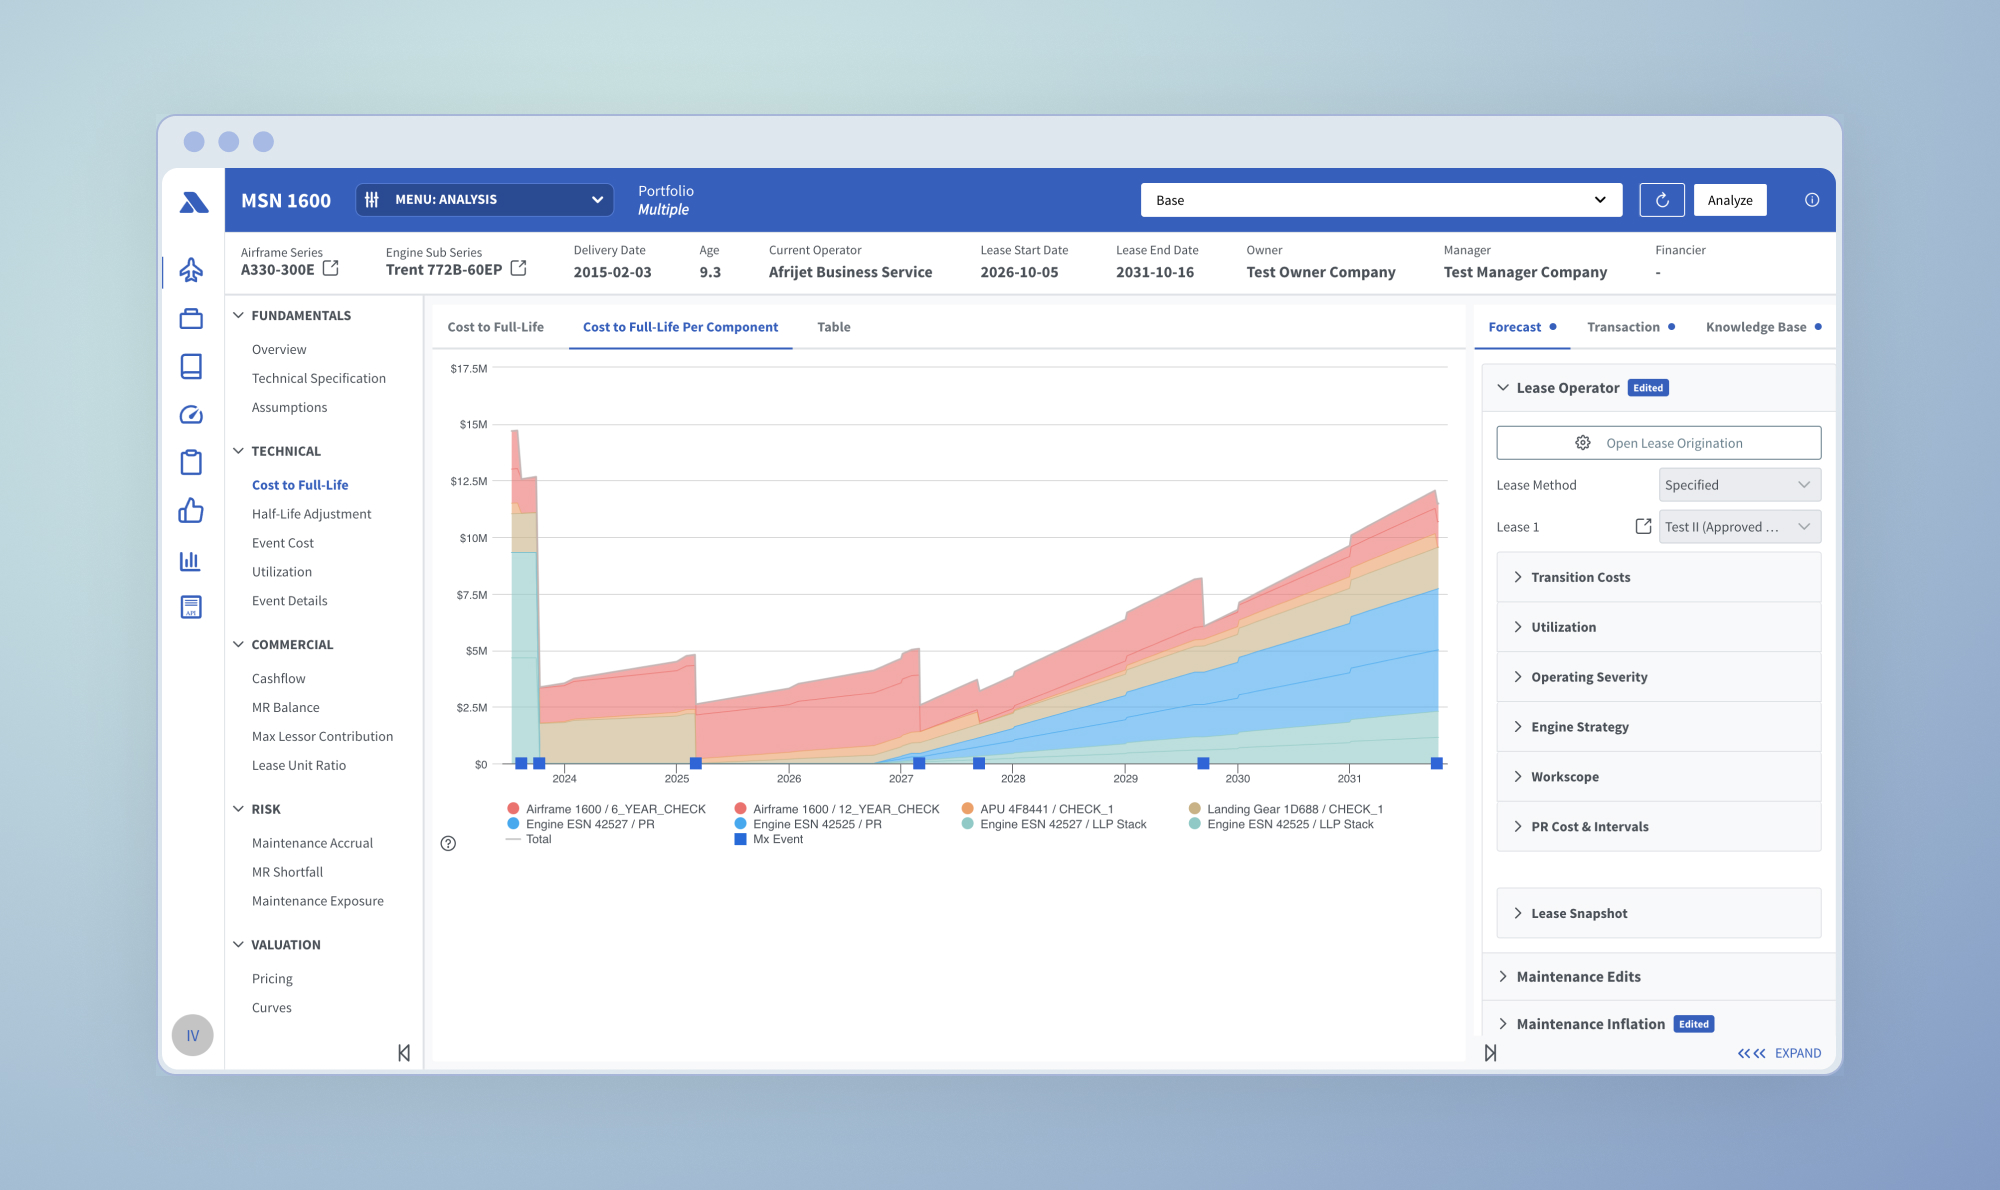 MSN 1600
MENU: ANALYSIS
Portfolio
Multiple
Base
Analyze
Airframe Series
A330-300E
Engine Sub Series
Trent 772B-60EP
Delivery Date
2015-02-03
Age
9.3
Current Operator
Afrijet Business Service
Lease Start Date
2026-10-05
Lease End Date
2031-10-16
Owner
Test Owner Company
Manager
Test Manager Company
Financier
-
API
IV
FUNDAMENTALS
Overview
Technical Specification
Assumptions
TECHNICAL
Cost to Full-Life
Half-Life Adjustment
Event Cost
Utilization
Event Details
COMMERCIAL
Cashflow
MR Balance
Max Lessor Contribution
Lease Unit Ratio
RISK
Maintenance Accrual
MR Shortfall
Maintenance Exposure
VALUATION
Pricing
Curves
Cost to Full-Life
Cost to Full-Life Per Component
Table
$17.5M
$15M
$12.5M
$10M
$7.5M
$5M
$2.5M
$0
2024 2025 2026 2027 2028 2029 2030 2031
Airframe 1600 / 6_YEAR_CHECK
Airframe 1600 / 12_YEAR_CHECK
APU 4F8441 / CHECK_1
Landing Gear 1D688 / CHECK_1
Engine ESN 42527 / PR
Engine ESN 42525 / PR
Engine ESN 42527 / LLP Stack
Engine ESN 42525 / LLP Stack
Total
Mx Event
Forecast
Transaction
Knowledge Base
Lease Operator Edited
Open Lease Origination
Lease Method
Specified
Lease 1
Test II (Approved ...
Transition Costs
Utilization
Operating Severity
Engine Strategy
Workscope
PR Cost & Intervals
Lease Snapshot
Maintenance Edits
Maintenance Inflation Edited
EXPAND